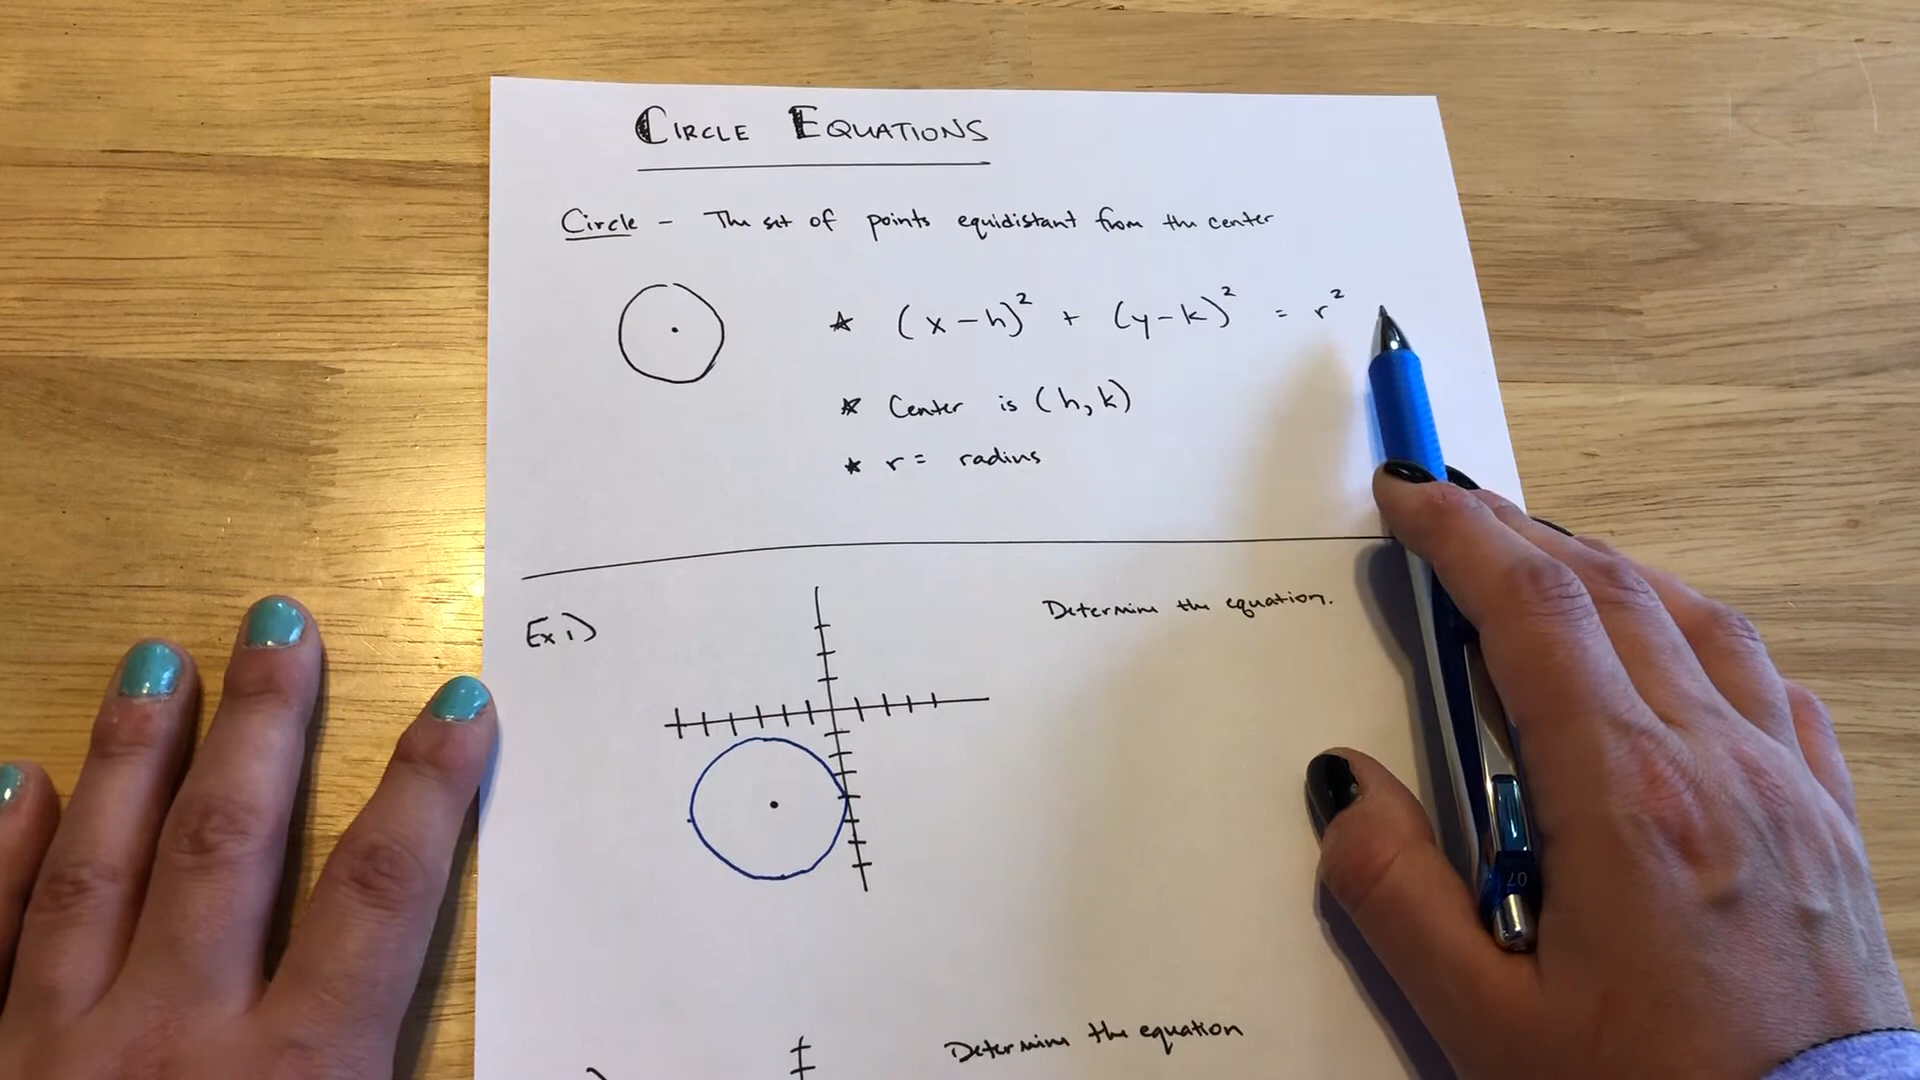 CIRCLE EQUATIONS
Circle - The set of points equidistant from the center
☆ (x-h)² + (y-k)² = r²
☆ Center is (h,k)
☆ r = radius
Ex 1) Determine the equation.
Determine the equation
07